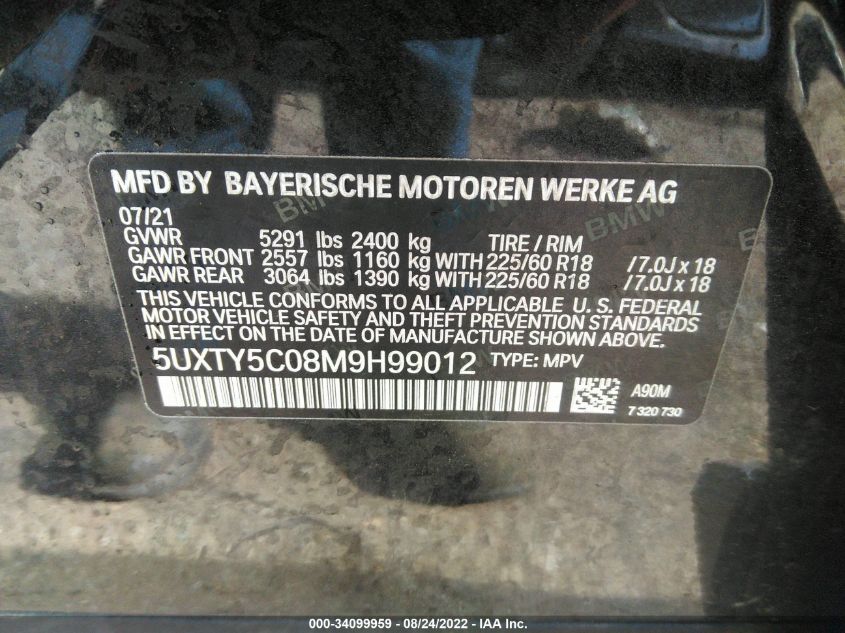 MFD BY BAYERISCHE MOTOREN WERKE AG
07/21
GVWR 5291 lbs 2400 kg TIRE / RIM
GAWR FRONT 2557 lbs 1160 kg WITH 225/60 R18 /7.0J x 18
GAWR REAR 3064 lbs 1390 kg WITH 225/60 R18 /7.0J x 18
THIS VEHICLE CONFORMS TO ALL APPLICABLE U. S. FEDERAL
MOTOR VEHICLE SAFETY AND THEFT PREVENTION STANDARDS
IN EFFECT ON THE DATE OF MANUFACTURE SHOWN ABOVE.
5UXTY5C08M9H99012 TYPE: MPV
A90M
7 320 730
000-34099959 - 08/24/2022 - IAA Inc.